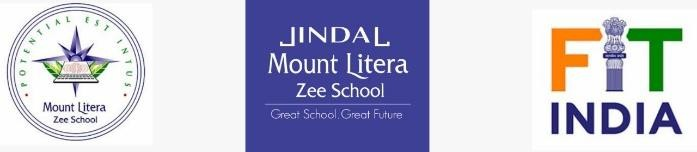 POTENTIAL EST INTUS
Mount Litera
Zee School
JINDAL
Mount Litera
Zee School
Great School. Great Future
FIT
INDIA